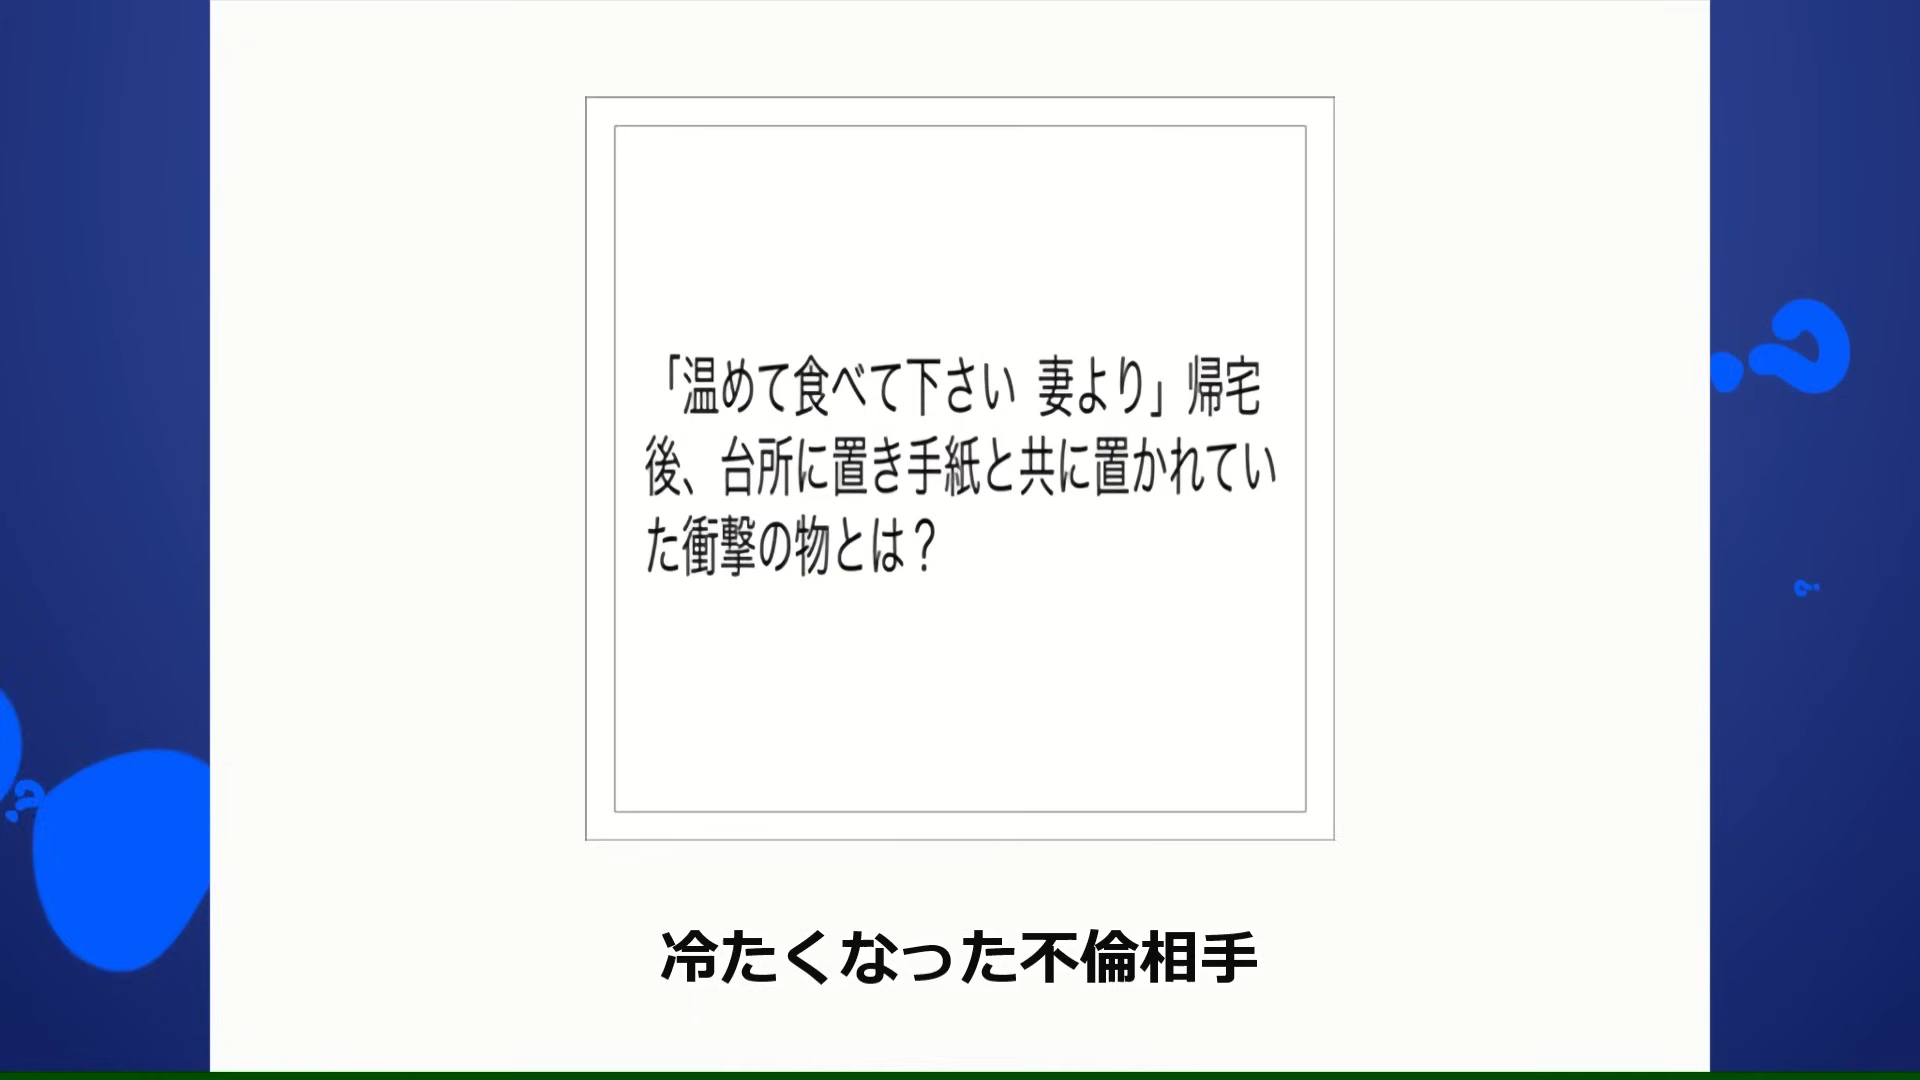 「温めて食べて下さい 妻より」帰宅
後、台所に置き手紙と共に置かれてい
た衝撃の物とは？
冷たくなった不倫相手